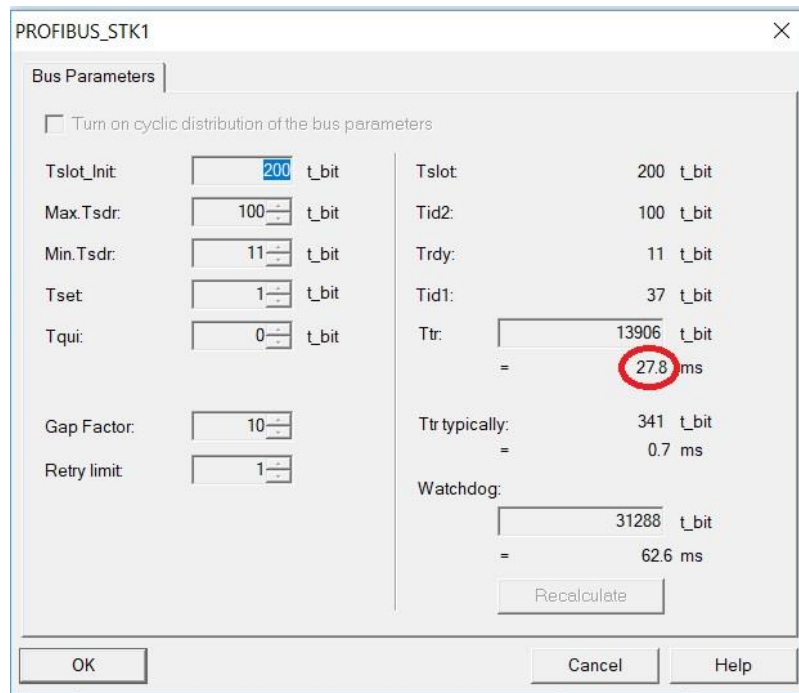 PROFIBUS_STK1
Bus Parameters
Turn on cyclic distribution of the bus parameters
Tslot_Init: 200 t_bit
Max.Tsdr: 100 t_bit
Min.Tsdr: 11 t_bit
Tset: 1 t_bit
Tqui: 0 t_bit
Gap Factor: 10
Retry limit: 1
Tslot: 200 t_bit
Tid2: 100 t_bit
Trdy: 11 t_bit
Tid1: 37 t_bit
Ttr: 13906 t_bit
= 27.8 ms
Ttr typically: 341 t_bit
= 0.7 ms
Watchdog:
31288 t_bit
= 62.6 ms
Recalculate
OK Cancel Help